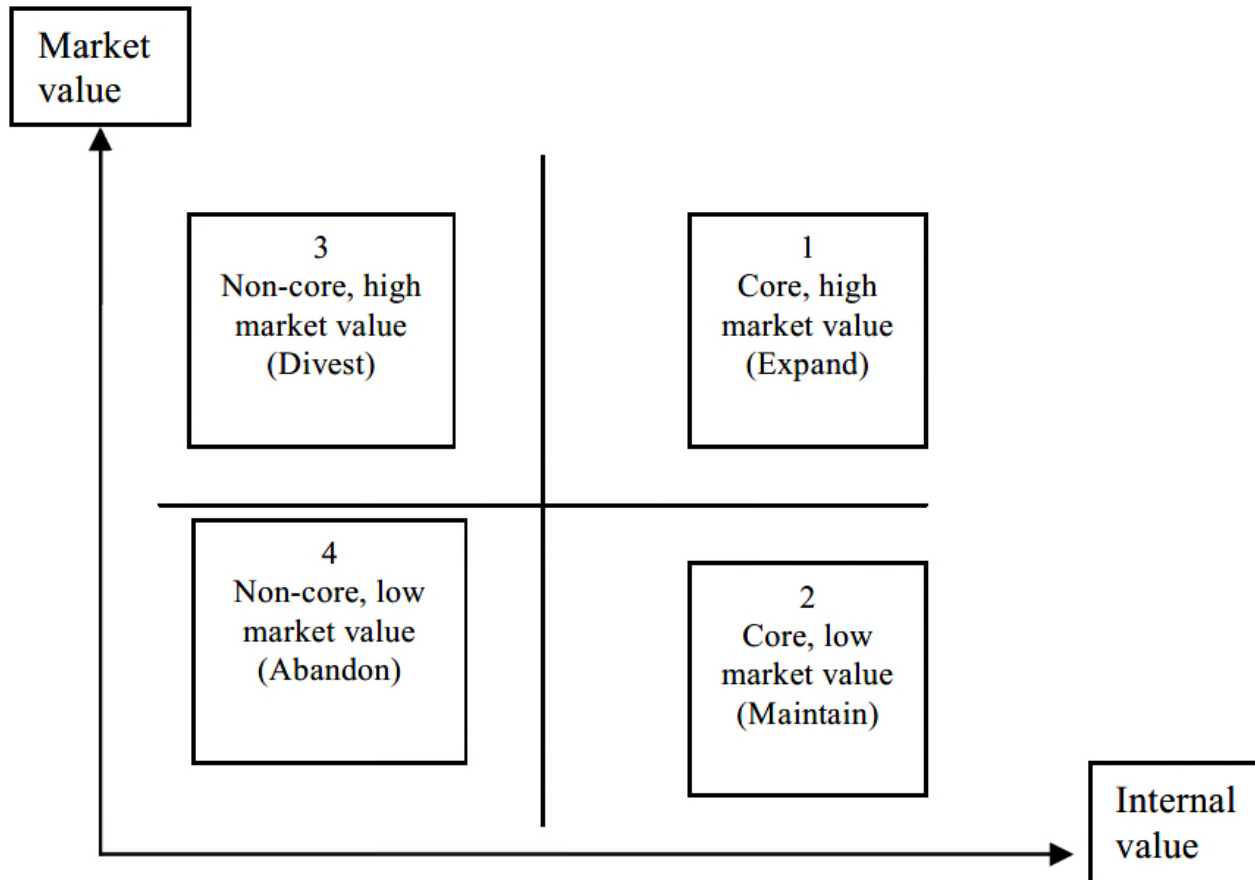 Market
value
3
Non-core, high
market value
(Divest)
1
Core, high
market value
(Expand)
4
Non-core, low
market value
(Abandon)
2
Core, low
market value
(Maintain)
Internal
value